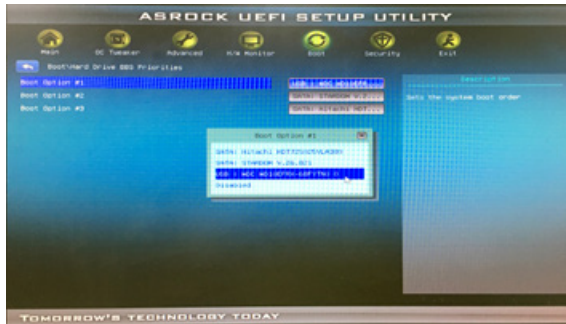 ASROCK UEFI SETUP UTILITY
Main OC Tweaker Advanced H/W Monitor Boot Security Exit
Boot\Hard Drive BBS Priorities
Description
Boot Option #1
Boot Option #2
Boot Option #3
Sets the system boot order
Boot Option #1
SATA: Hitachi
SATA: STARDOM
USB
Disabled
TOMORROW'S TECHNOLOGY TODAY